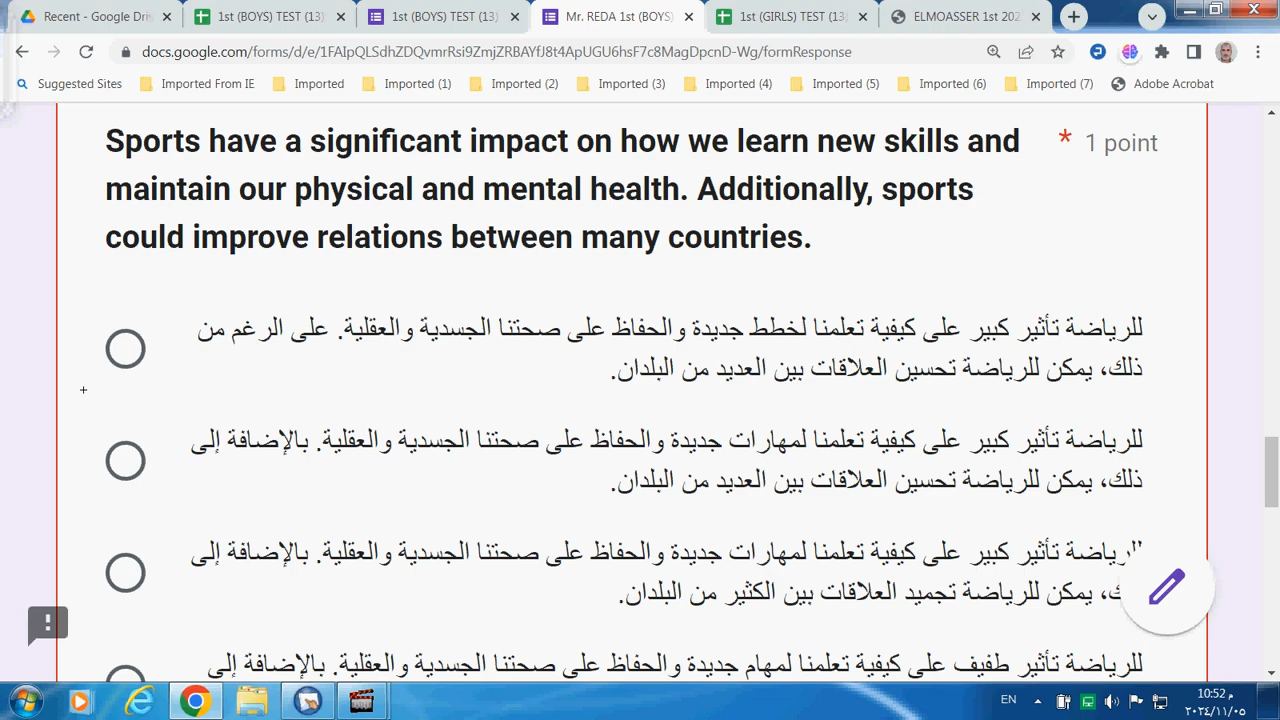 Recent - Google Dri
1st (BOYS) TEST (13)
1st (BOYS) TEST (
Mr. REDA 1st (BOYS)
1st (GIRLS) TEST (1
EL MOASSER 1st 202
docs.google.com/forms/d/e/1FAIpQLSdhZDQvmrRsi9ZmjZRBAYfJ8t4ApUGU6hsF7c8MagDpcnD-Wg/formResponse
Suggested Sites
Imported From IE
Imported
Imported (1)
Imported (2)
Imported (3)
Imported (4)
Imported (5)
Imported (6)
Imported (7)
Adobe Acrobat
Sports have a significant impact on how we learn new skills and
maintain our physical and mental health. Additionally, sports
could improve relations between many countries.
* 1 point
للرياضة تأثير كبير على كيفية تعلمنا لخطط جديدة والحفاظ على صحتنا الجسدية والعقلية. على الرغم من
ذلك، يمكن للرياضة تحسين العلاقات بين العديد من البلدان.
للرياضة تأثير كبير على كيفية تعلمنا لمهارات جديدة والحفاظ على صحتنا الجسدية والعقلية. بالإضافة إلى
ذلك، يمكن للرياضة تحسين العلاقات بين العديد من البلدان.
للرياضة تأثير كبير على كيفية تعلمنا لمهارات جديدة والحفاظ على صحتنا الجسدية والعقلية. بالإضافة إلى
ذلك، يمكن للرياضة تجميد العلاقات بين الكثير من البلدان.
للرياضة تأثير طفيف على كيفية تعلمنا لمهام جديدة والحفاظ على صحتنا الجسدية والعقلية. بالإضافة إلى
EN
10:52 م
٢٠٢٤/١١/٠٥